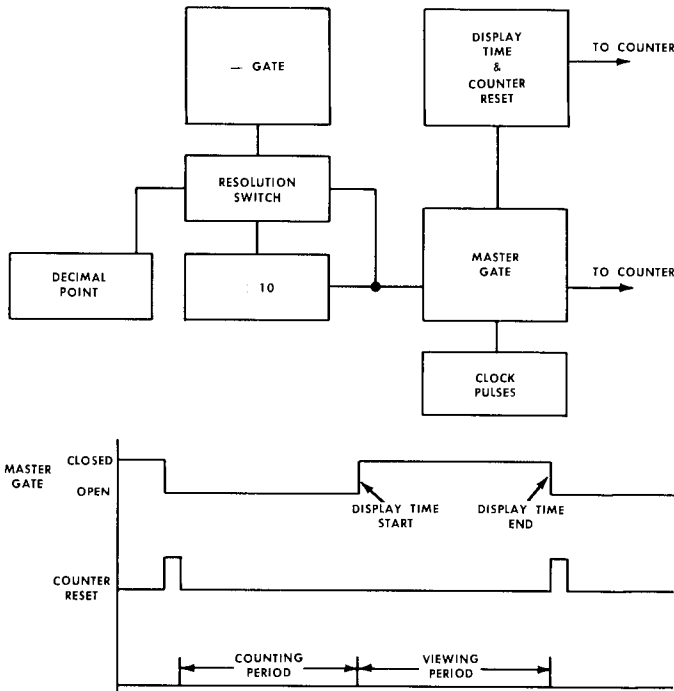 — GATE
DISPLAY
TIME
&
COUNTER
RESET
TO COUNTER
RESOLUTION
SWITCH
DECIMAL
POINT
: 10
MASTER
GATE
TO COUNTER
CLOCK
PULSES
MASTER
GATE
CLOSED
OPEN
DISPLAY TIME
START
DISPLAY TIME
END
COUNTER
RESET
COUNTING
PERIOD
VIEWING
PERIOD